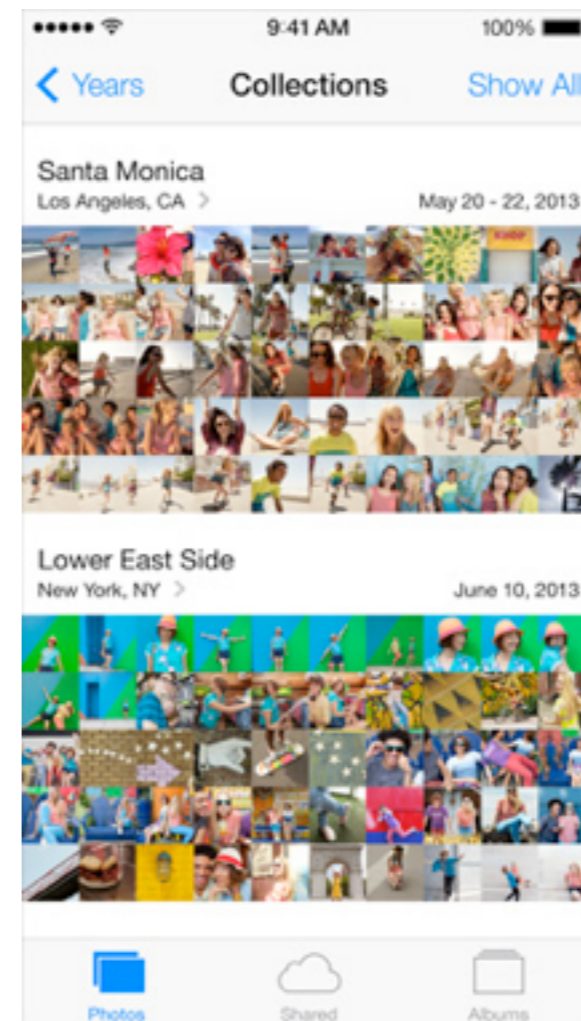 9:41 AM 100%
Years Collections Show All
Santa Monica
Los Angeles, CA May 20 - 22, 2013
Lower East Side
New York, NY June 10, 2013
Photos Shared Albums